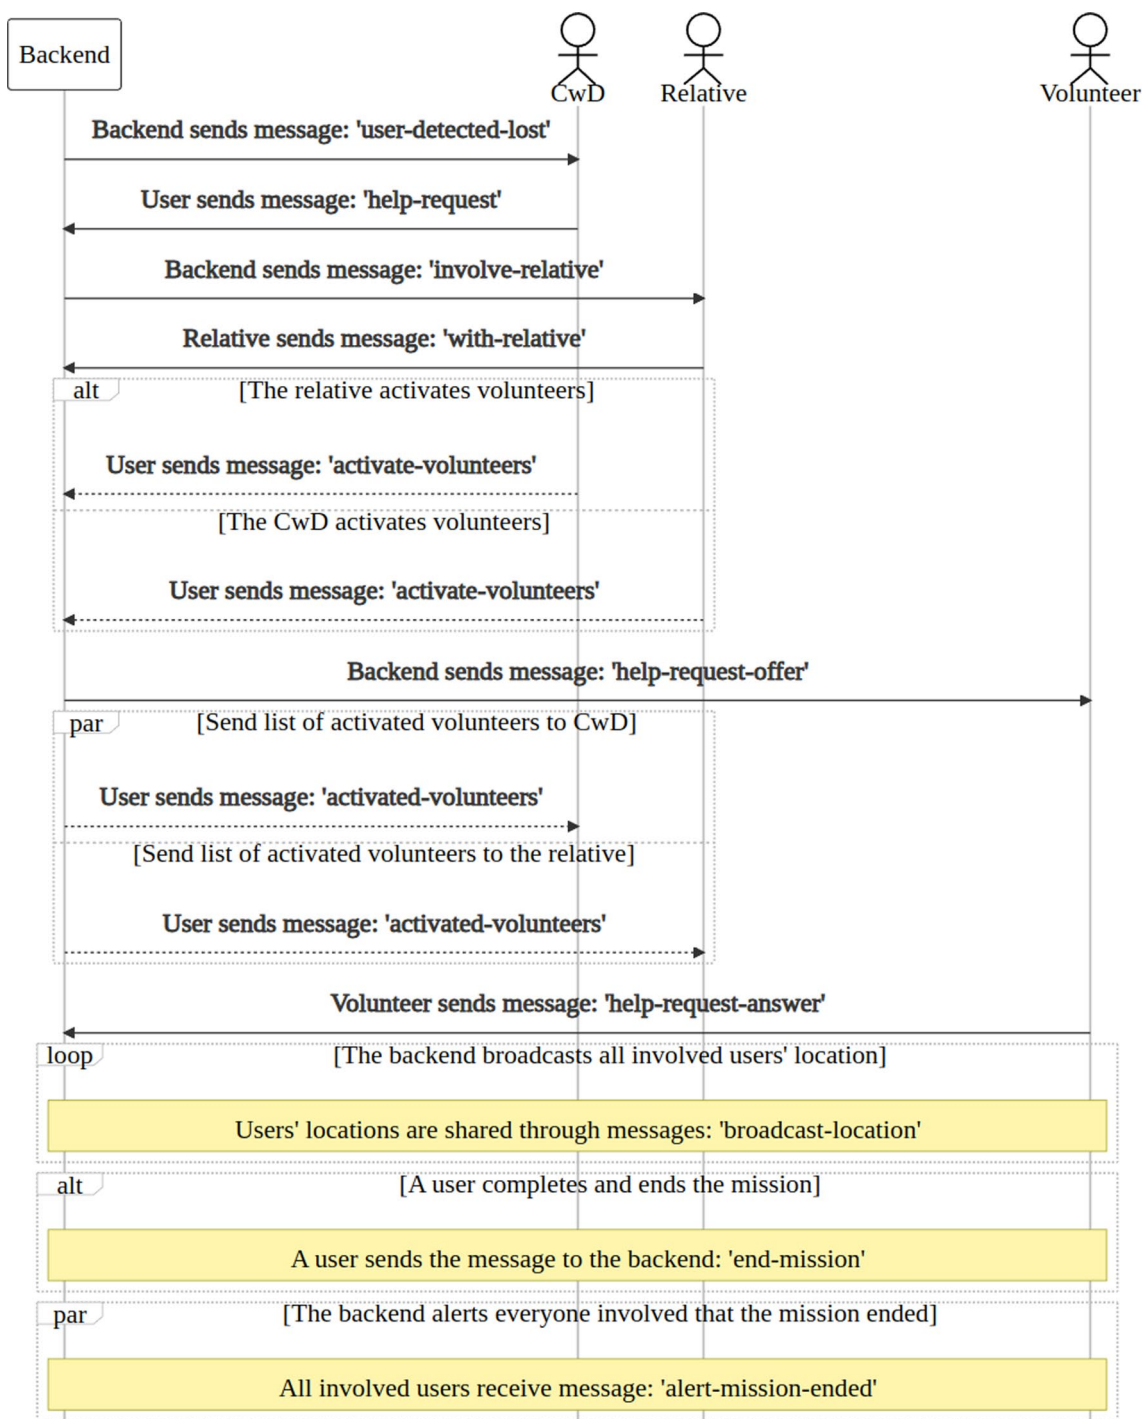 Backend
CwD
Relative
Volunteer
Backend sends message: 'user-detected-lost'
User sends message: 'help-request'
Backend sends message: 'involve-relative'
Relative sends message: 'with-relative'
alt
[The relative activates volunteers]
User sends message: 'activate-volunteers'
[The CwD activates volunteers]
User sends message: 'activate-volunteers'
Backend sends message: 'help-request-offer'
par
[Send list of activated volunteers to CwD]
User sends message: 'activated-volunteers'
[Send list of activated volunteers to the relative]
User sends message: 'activated-volunteers'
Volunteer sends message: 'help-request-answer'
loop
[The backend broadcasts all involved users' location]
Users' locations are shared through messages: 'broadcast-location'
alt
[A user completes and ends the mission]
A user sends the message to the backend: 'end-mission'
par
[The backend alerts everyone involved that the mission ended]
All involved users receive message: 'alert-mission-ended'